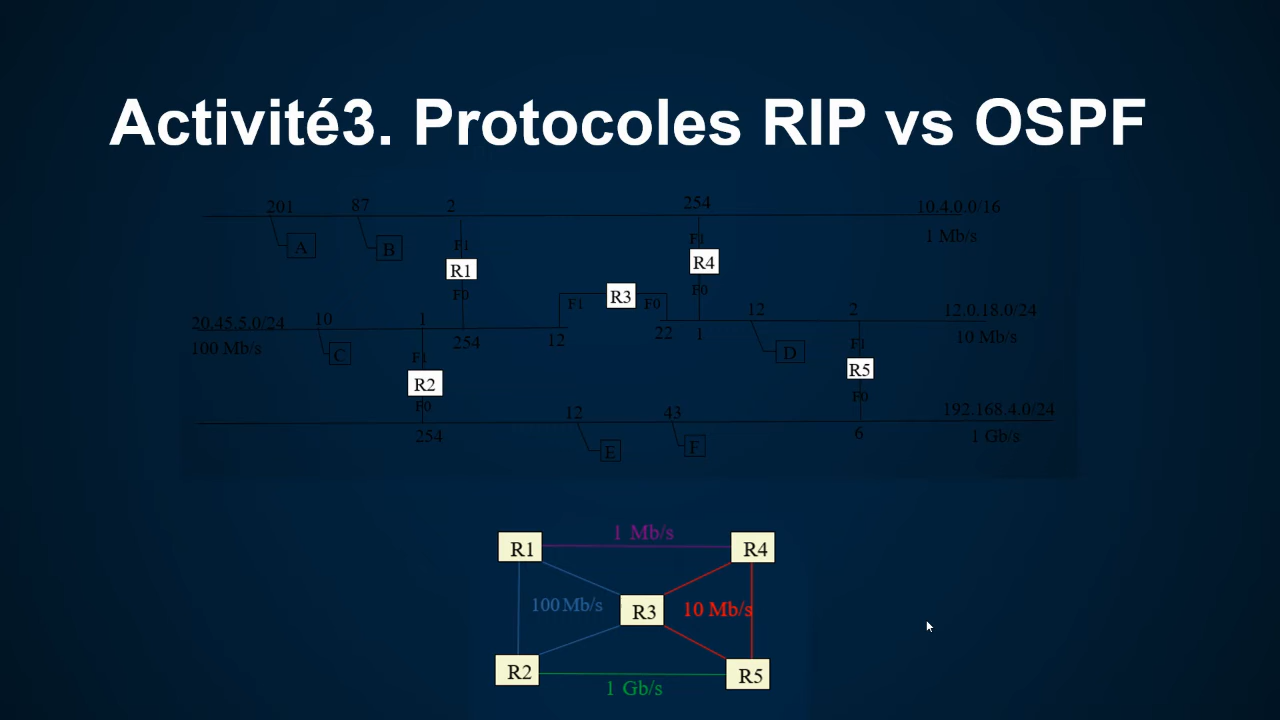 Activité3. Protocoles RIP vs OSPF
201 87 2 254 10.4.0.0/16
A B F1 F1 1 Mb/s
R1 R4
F0 F1 R3 F0 F0
20.45.5.0/24 10 1 254 12 22 1 12 2 12.0.18.0/24
100 Mb/s C F1 D F1 10 Mb/s
R2 R5
F0 F0
254 12 43 6 192.168.4.0/24
E F 1 Gb/s
1 Mb/s
R1 R4
100 Mb/s R3 10 Mb/s
R2 R5
1 Gb/s